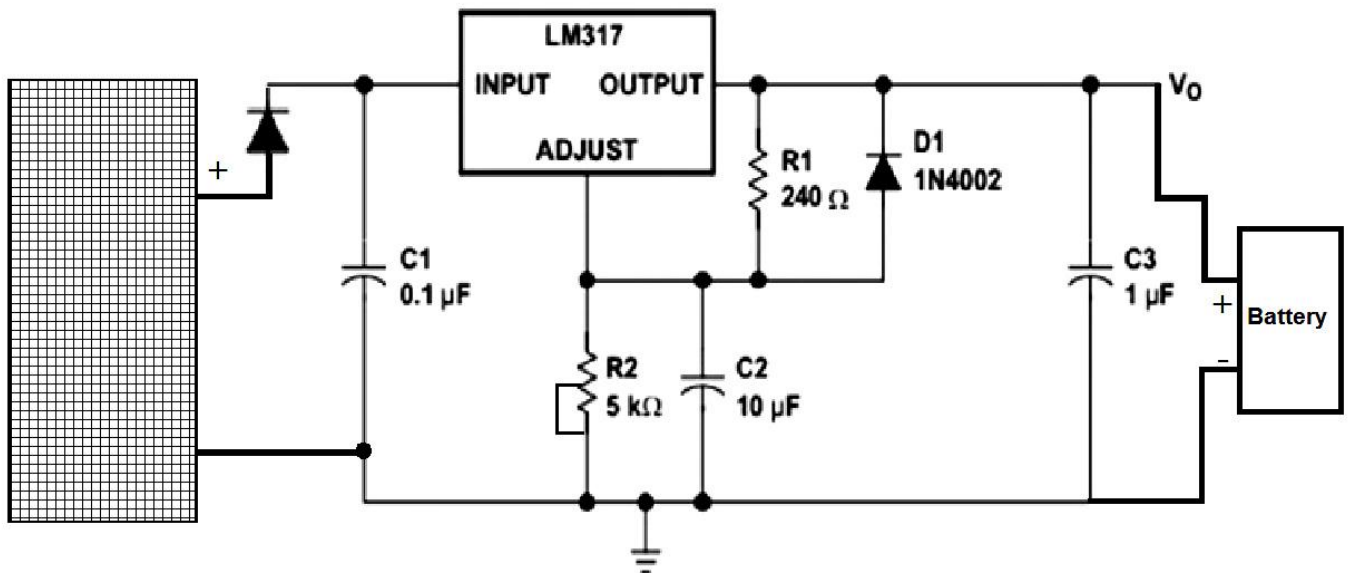 LM317
INPUT OUTPUT
ADJUST
V₀
+
R1
240 Ω
D1
1N4002
C1
0.1 µF
C3
1 µF
+
Battery
-
R2
5 kΩ
C2
10 µF